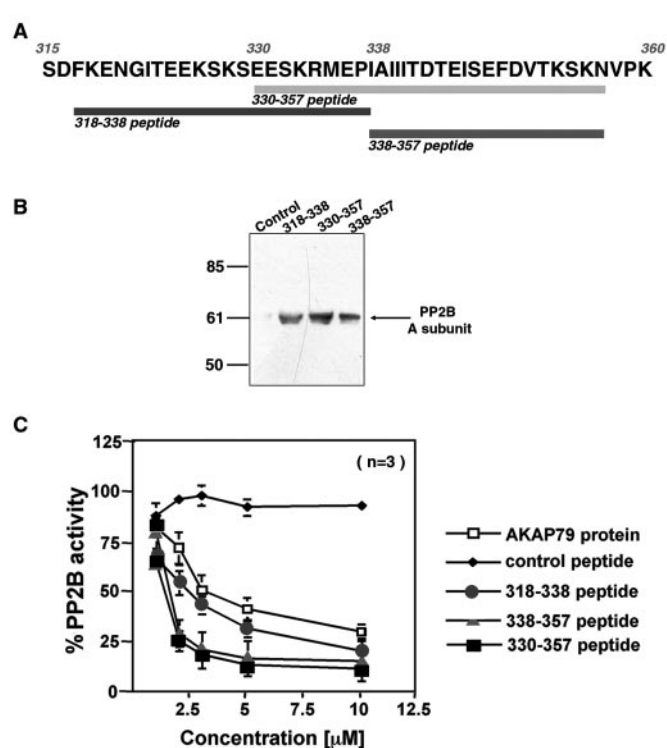 A
315 330 338 360
SDFKENGITEEKSKSEESKRMEPIAIIITDTEISEFDVTKSKNVPK
330-357 peptide
318-338 peptide
338-357 peptide
B
Control 318-338 330-357 338-357
85
61
PP2B
A subunit
50
C
125
100
75
50
25
0
% PP2B activity
( n=3 )
2.5 5 7.5 10 12.5
Concentration [µM]
AKAP79 protein
control peptide
318-338 peptide
338-357 peptide
330-357 peptide